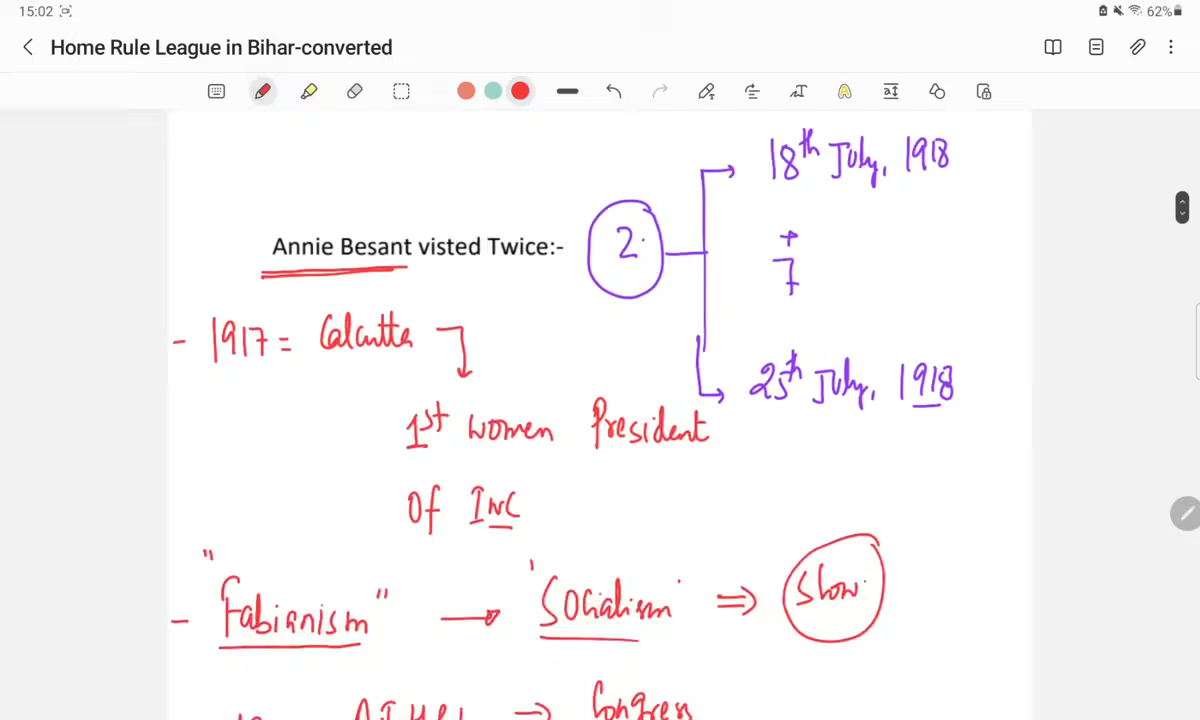 15:02
62%
Home Rule League in Bihar-converted
18th July, 1918
Annie Besant visted Twice:- 2
+
7
- 1917 = Calcutta
25th July, 1918
1st women President
Of INC
- "Fabianism" → 'Socialism' ⇒ Slow
→ Congress